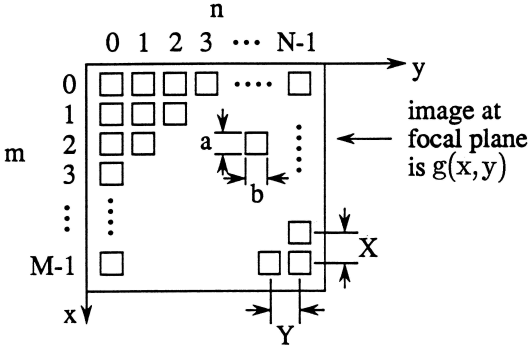 n
0 1 2 3 ··· N-1
y
m
0
1
2
3
M-1
x
a
b
X
Y
image at
focal plane
is g(x,y)